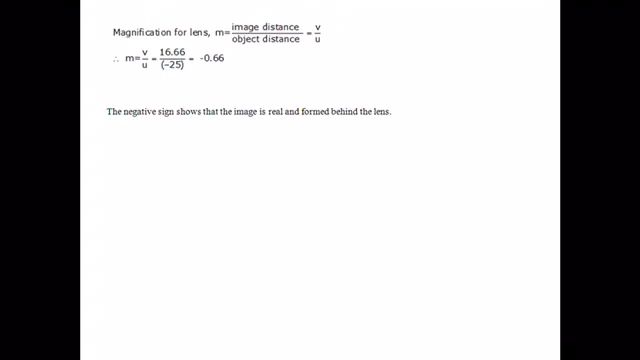 Magnification for lens, m=image distance/object distance = v/u
∴ m=v/u=16.66/(−25)= -0.66
The negative sign shows that the image is real and formed behind the lens.